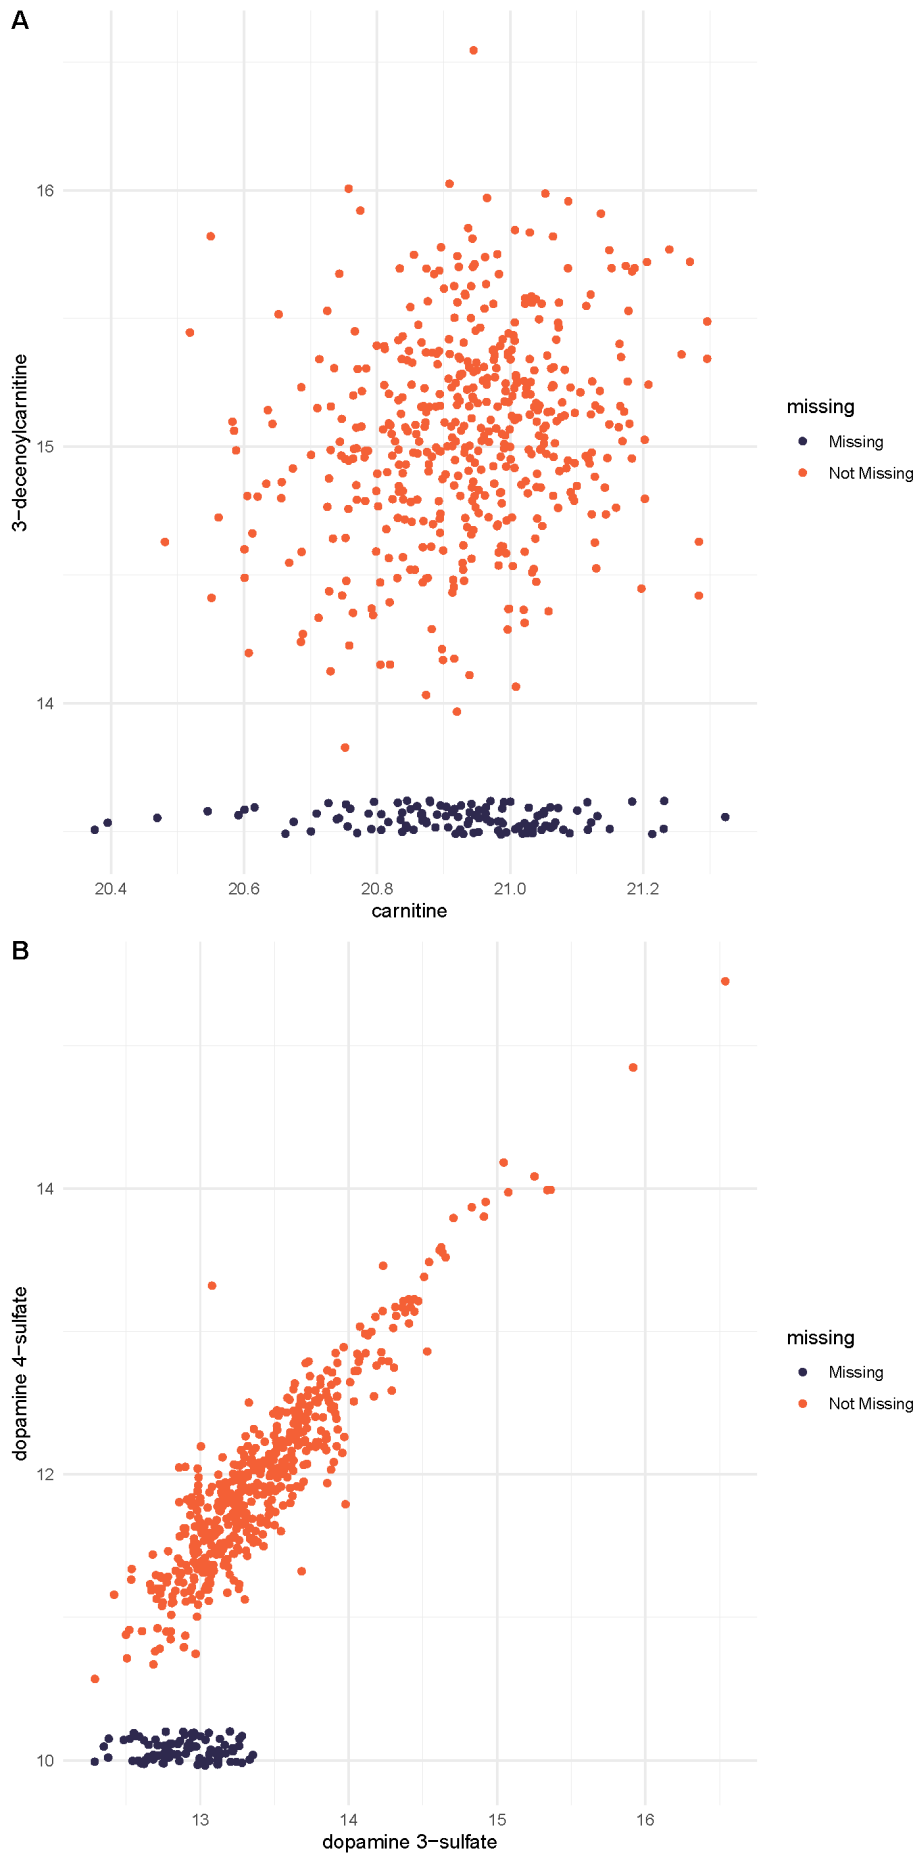 A
3−decenoylcarnitine
16
15
14
20.4 20.6 20.8 21.0 21.2
carnitine
missing
Missing
Not Missing
B
dopamine 4−sulfate
14
12
10
13 14 15 16
dopamine 3−sulfate
missing
Missing
Not Missing